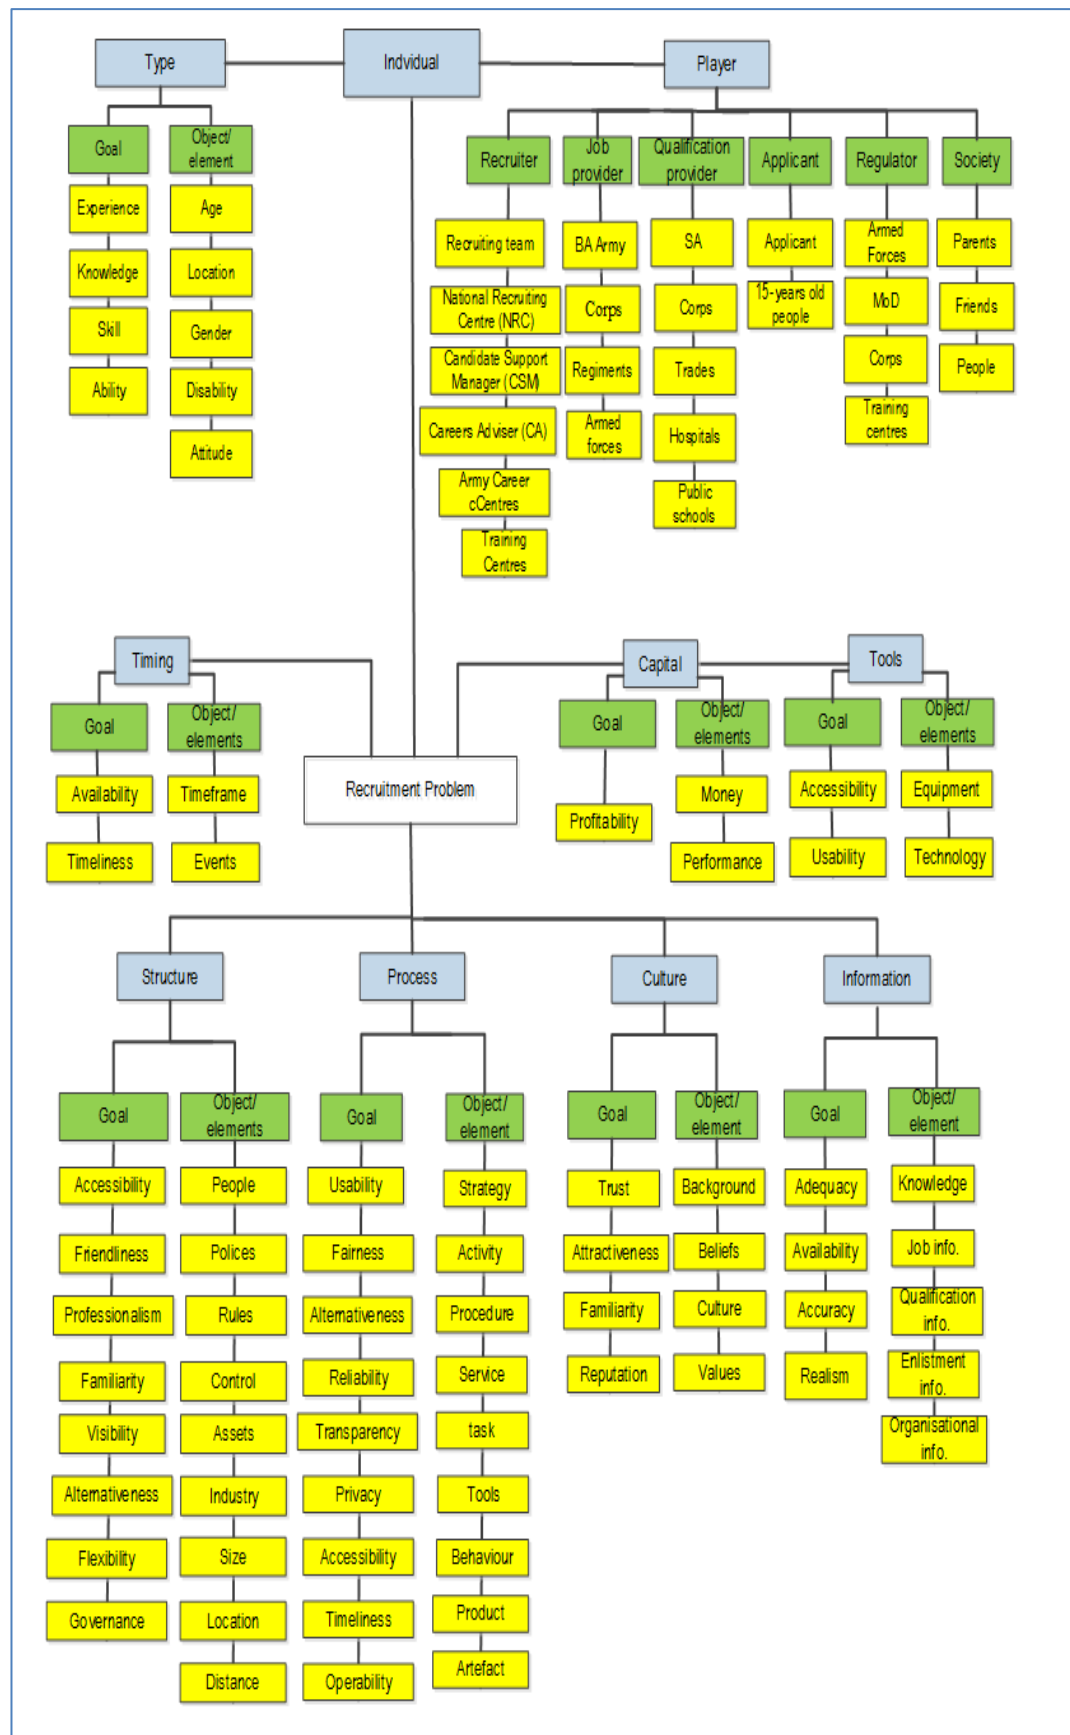 Type
Indvidual
Player
Goal
Object/
element
Recruiter
Job
provider
Qualification
provider
Applicant
Regulator
Society
Experience
Knowledge
Skill
Ability
Age
Location
Gender
Disability
Attitude
Recruiting team
National Recruiting
Centre (NRC)
Candidate Support
Manager (CSM)
Careers Adviser (CA)
Army Career
cCentres
Training
Centres
BA Army
Corps
Regiments
Armed
forces
SA
Corps
Trades
Hospitals
Public
schools
Applicant
15-years old
people
Armed
Forces
MoD
Corps
Training
centres
Parents
Friends
People
Timing
Capital
Tools
Goal
Object/
elements
Availability
Timeliness
Timeframe
Events
Recruitment Problem
Goal
Object/
elements
Profitability
Money
Performance
Goal
Object/
elements
Accessibility
Usability
Equipment
Technology
Structure
Process
Culture
Information
Goal
Object/
elements
Accessibility
Friendliness
Professionalism
Familiarity
Visibility
Alternativeness
Flexibility
Governance
People
Polices
Rules
Control
Assets
Industry
Size
Location
Distance
Goal
Object/
element
Usability
Fairness
Alternativeness
Reliability
Transparency
Privacy
Accessibility
Timeliness
Operability
Strategy
Activity
Procedure
Service
task
Tools
Behaviour
Product
Artefact
Goal
Object/
element
Trust
Attractiveness
Familiarity
Reputation
Background
Beliefs
Culture
Values
Goal
Object/
element
Adequacy
Availability
Accuracy
Realism
Knowledge
Job info.
Qualification
info.
Enlistment
info.
Organisational
info.